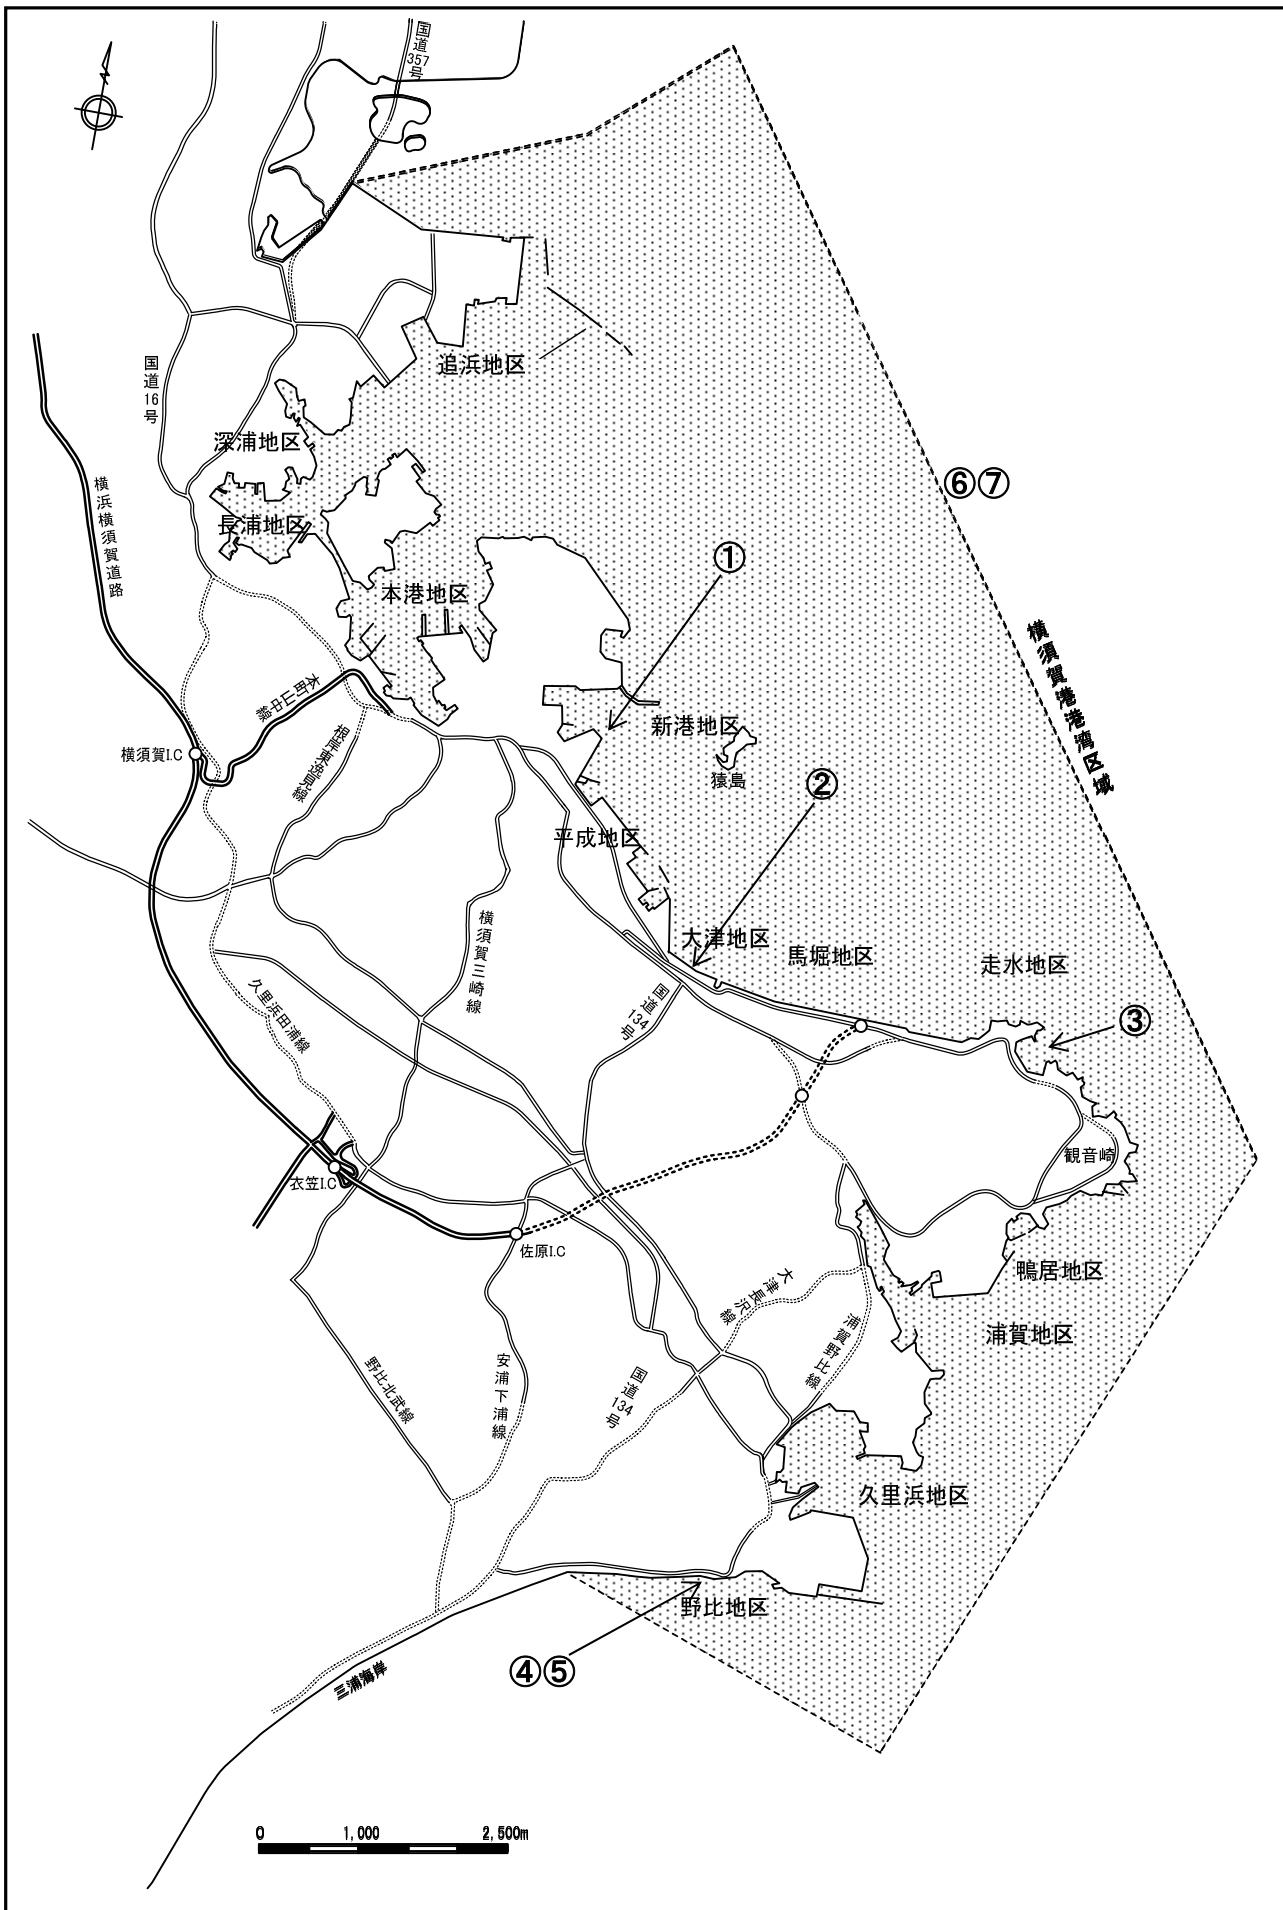 国道357号
追浜地区
国道16号
深浦地区
横浜横須賀道路
⑥⑦
長浦地区
①
本港地区
横須賀港港湾区域
本町山中線
新港地区
根岸東逸見線
横須賀I.C
猿島
②
平成地区
横須賀三崎線
大津地区
馬堀地区
走水地区
久里浜田浦線
国道134号
③
観音崎
衣笠I.C
佐原I.C
鴨居地区
大津長沢線
浦賀野比線
浦賀地区
野比北武線
安浦下浦線
国道134号
久里浜地区
野比地区
④⑤
三浦海岸
0 1,000 2,500m